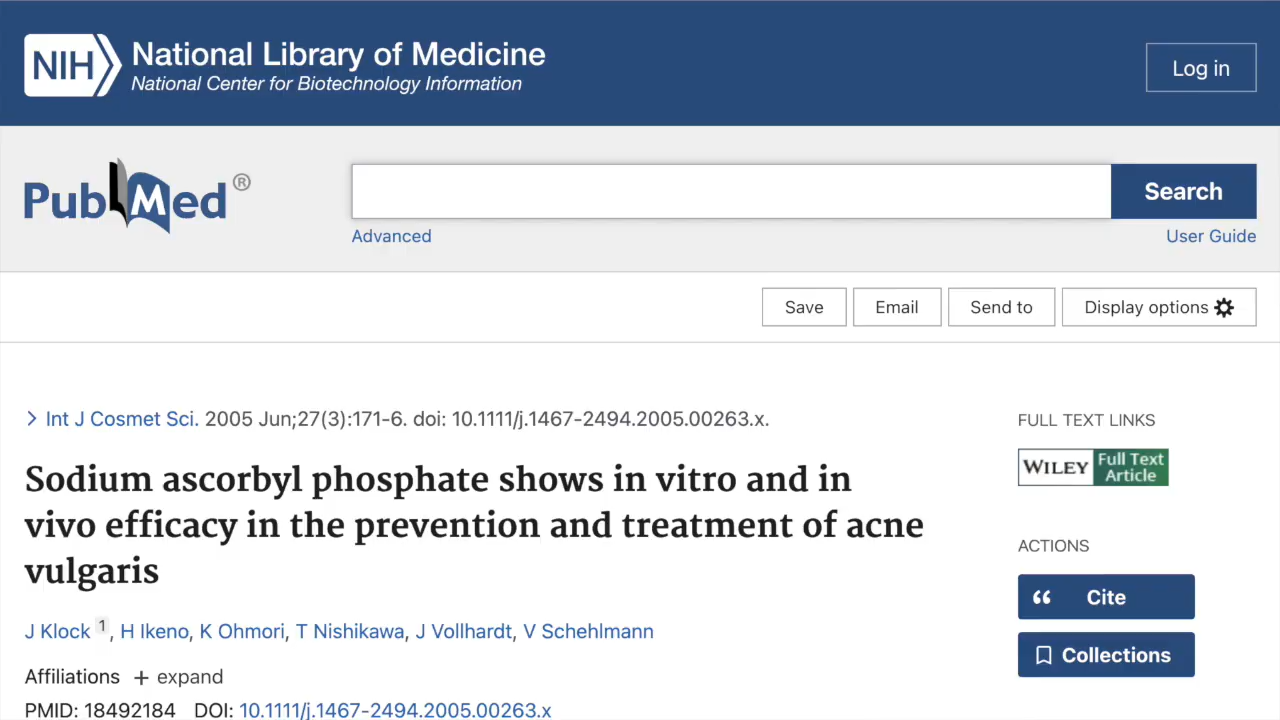 NIH National Library of Medicine
National Center for Biotechnology Information
Log in
PubMed®
Search
Advanced
User Guide
Save
Email
Send to
Display options
Int J Cosmet Sci. 2005 Jun;27(3):171-6. doi: 10.1111/j.1467-2494.2005.00263.x.
Sodium ascorbyl phosphate shows in vitro and in
vivo efficacy in the prevention and treatment of acne
vulgaris
J Klock 1, H Ikeno, K Ohmori, T Nishikawa, J Vollhardt, V Schehlmann
Affiliations + expand
PMID: 18492184 DOI: 10.1111/j.1467-2494.2005.00263.x
FULL TEXT LINKS
WILEY Full Text
Article
ACTIONS
Cite
Collections